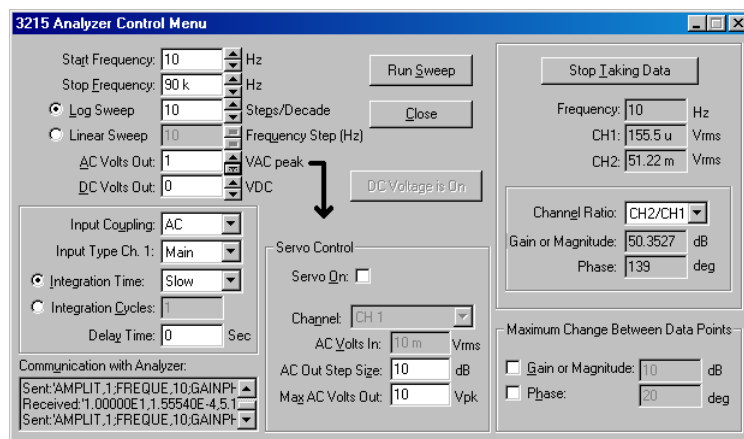 3215 Analyzer Control Menu
Start Frequency: 10 Hz
Stop Frequency: 90 k Hz
Log Sweep 10 Steps/Decade
Linear Sweep 10 Frequency Step (Hz)
AC Volts Out: 1 VAC peak
DC Volts Out: 0 VDC
Run Sweep
Close
DC Voltage is On
Input Coupling: AC
Input Type Ch. 1: Main
Integration Time: Slow
Integration Cycles: 1
Delay Time: 0 Sec
Communication with Analyzer:
Sent:'AMPLIT,1;FREQUE,10;GAINPH
Received:'1.00000E1,1.55540E-4,5.1
Sent:'AMPLIT,1;FREQUE,10;GAINPH
Servo Control
Servo On:
Channel: CH 1
AC Volts In: 10 m Vrms
AC Out Step Size: 10 dB
Max AC Volts Out: 10 Vpk
Stop Taking Data
Frequency: 10 Hz
CH1: 155.5 u Vrms
CH2: 51.22 m Vrms
Channel Ratio: CH2/CH1
Gain or Magnitude: 50.3527 dB
Phase: 139 deg
Maximum Change Between Data Points
Gain or Magnitude: 10 dB
Phase: 20 deg